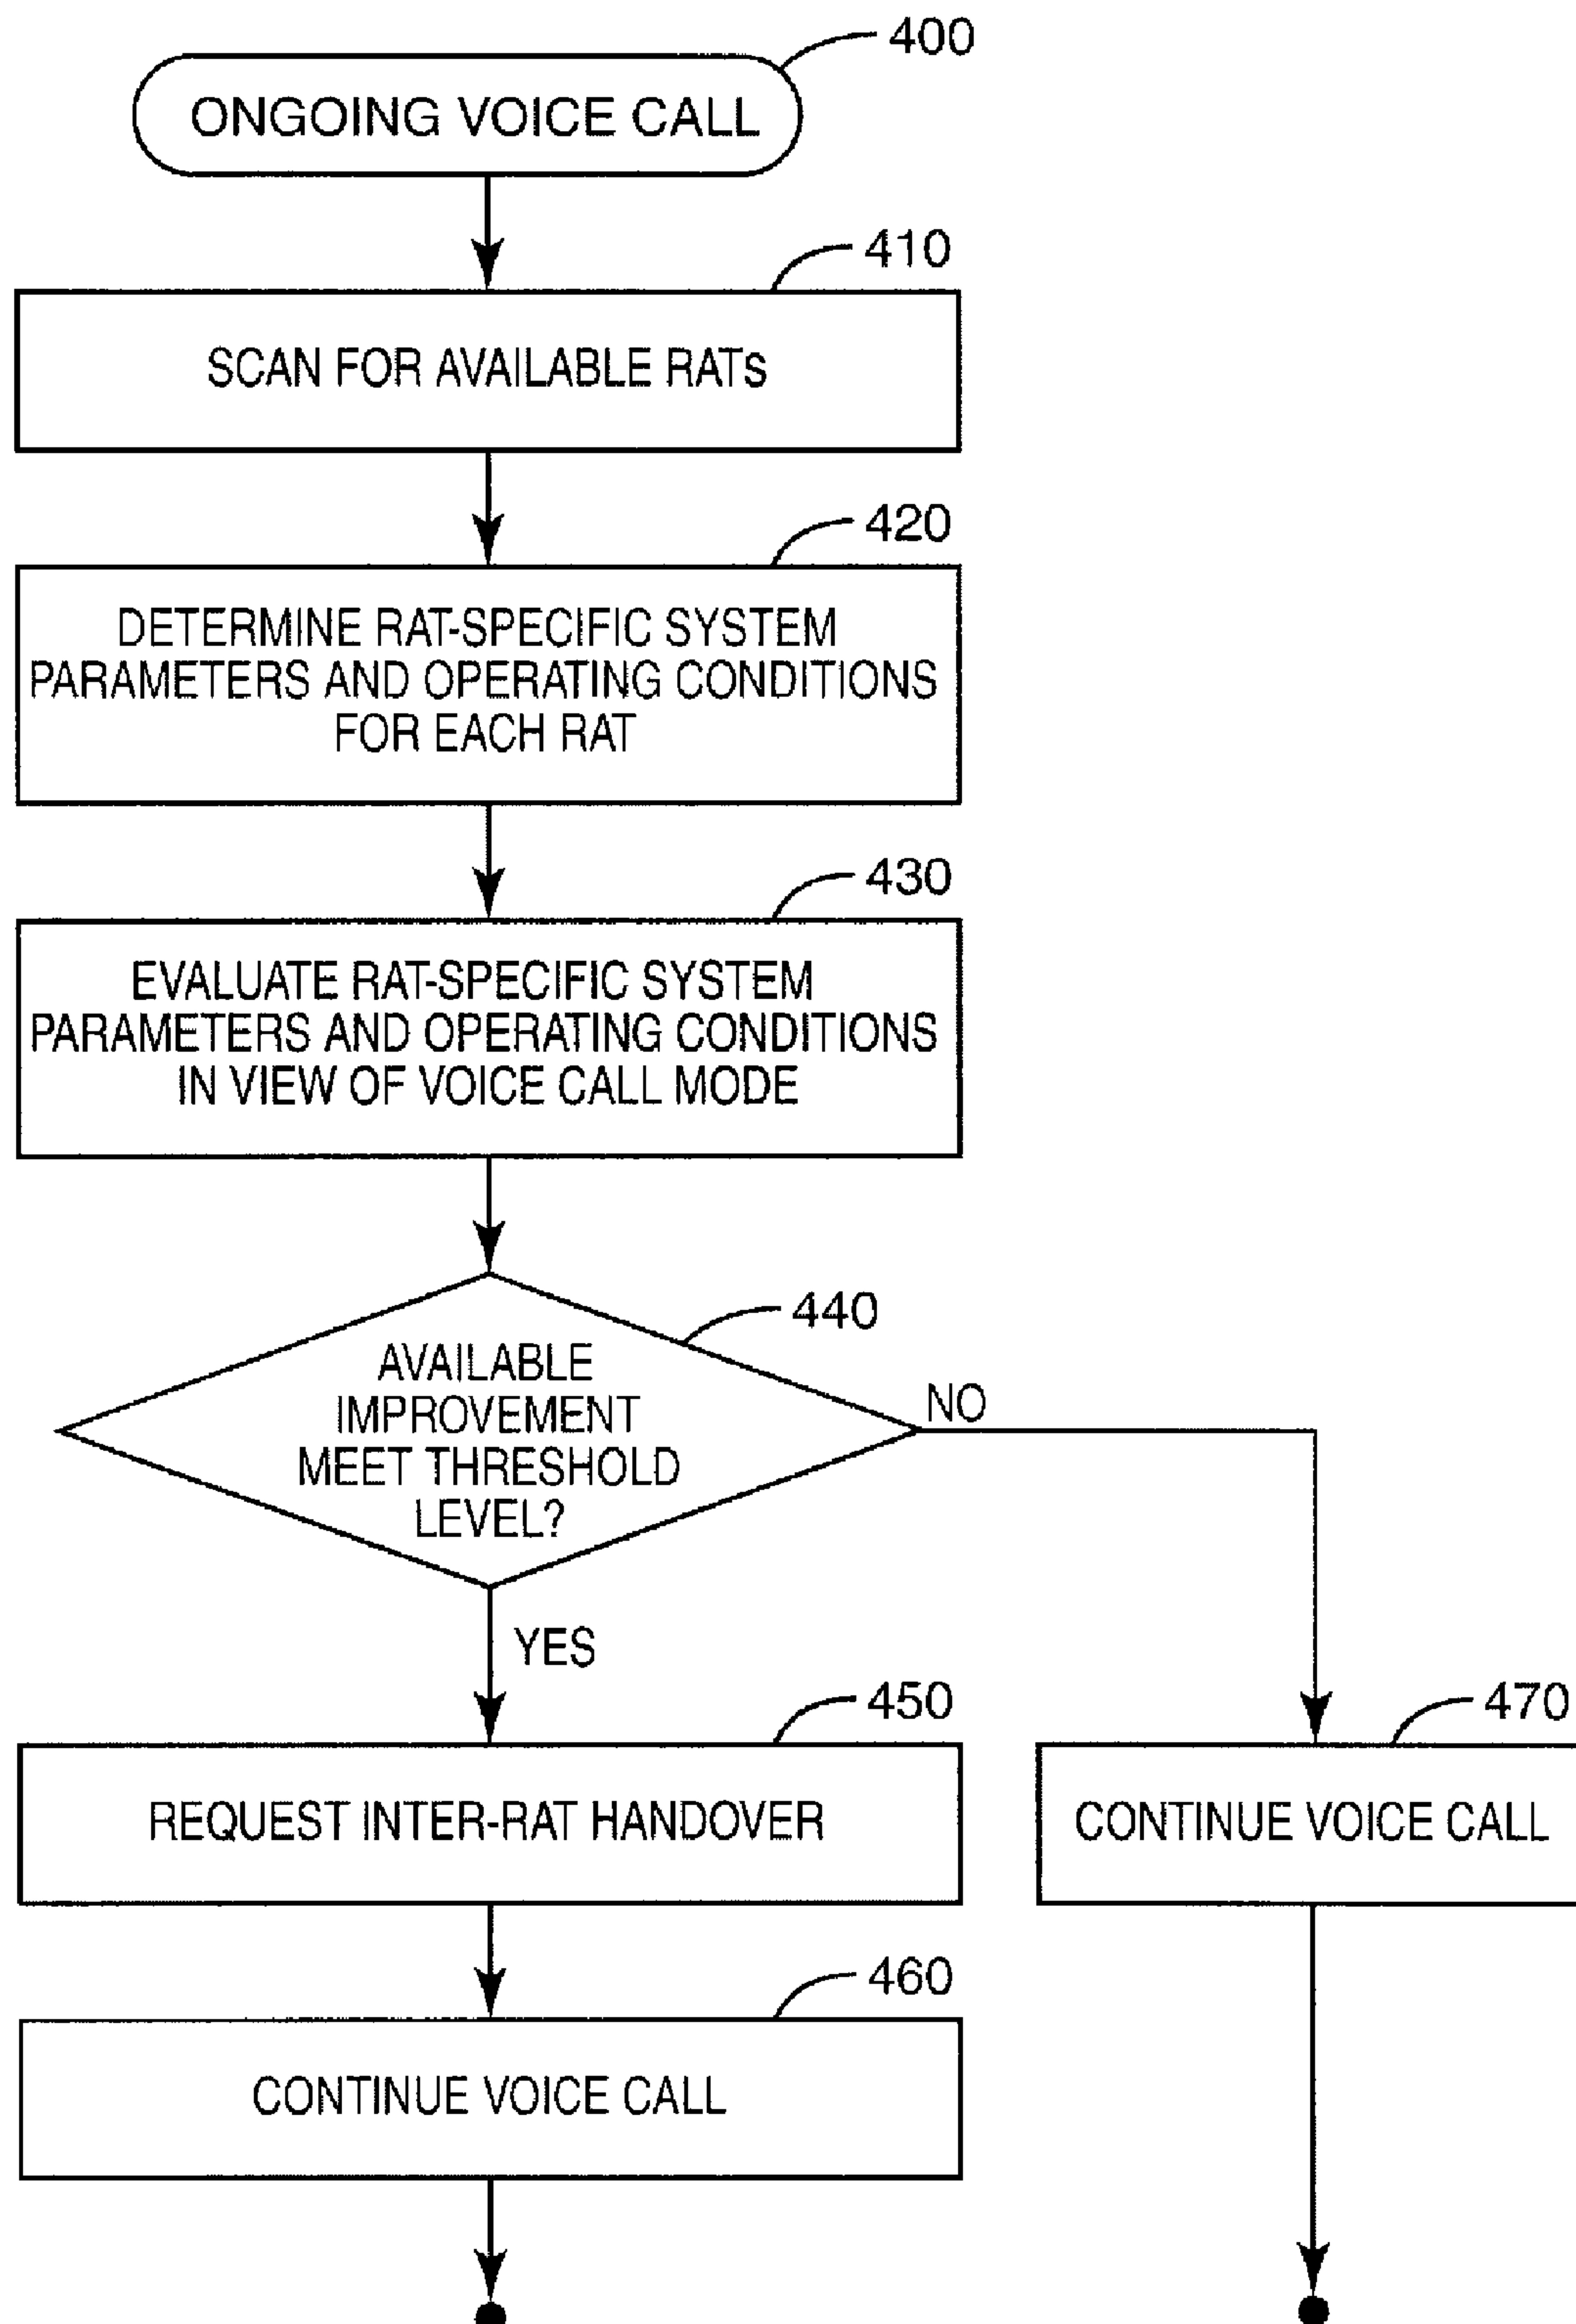 400
ONGOING VOICE CALL
410
SCAN FOR AVAILABLE RATs
420
DETERMINE RAT-SPECIFIC SYSTEM
PARAMETERS AND OPERATING CONDITIONS
FOR EACH RAT
430
EVALUATE RAT-SPECIFIC SYSTEM
PARAMETERS AND OPERATING CONDITIONS
IN VIEW OF VOICE CALL MODE
440
AVAILABLE
IMPROVEMENT
MEET THRESHOLD
LEVEL?
NO
YES
450
REQUEST INTER-RAT HANDOVER
470
CONTINUE VOICE CALL
460
CONTINUE VOICE CALL